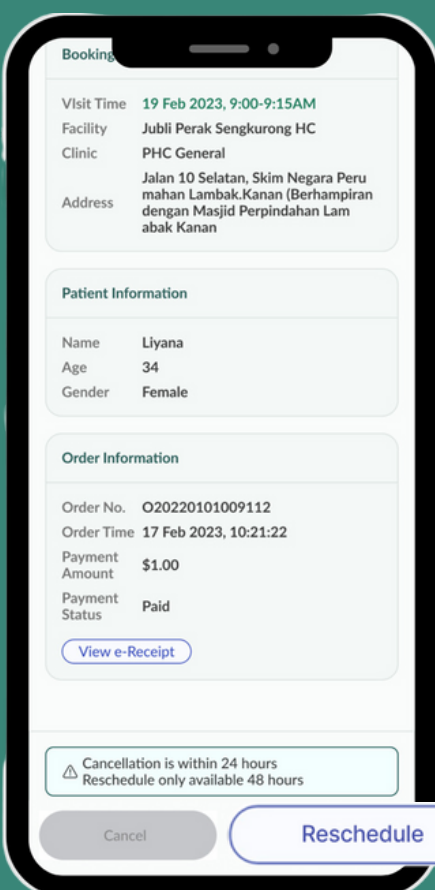 Booking
VIsit Time 19 Feb 2023, 9:00-9:15AM
Facility Jubli Perak Sengkurong HC
Clinic PHC General
Address Jalan 10 Selatan, Skim Negara Peru
mahan Lambak.Kanan (Berhampiran
dengan Masjid Perpindahan Lam
abak Kanan
Patient Information
Name Liyana
Age 34
Gender Female
Order Information
Order No. O20220101009112
Order Time 17 Feb 2023, 10:21:22
Payment
Amount $1.00
Payment
Status Paid
View e-Receipt
Cancellation is within 24 hours
Reschedule only available 48 hours
Cancel Reschedule